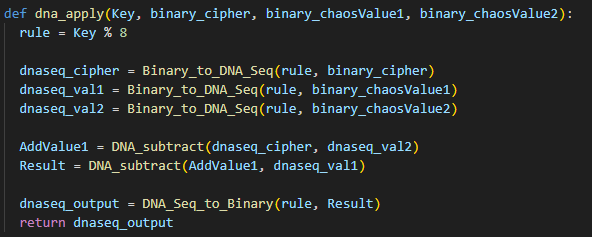 def dna_apply(Key, binary_cipher, binary_chaosValue1, binary_chaosValue2):
rule = Key % 8
dnaseq_cipher = Binary_to_DNA_Seq(rule, binary_cipher)
dnaseq_val1 = Binary_to_DNA_Seq(rule, binary_chaosValue1)
dnaseq_val2 = Binary_to_DNA_Seq(rule, binary_chaosValue2)
AddValue1 = DNA_subtract(dnaseq_cipher, dnaseq_val2)
Result = DNA_subtract(AddValue1, dnaseq_val1)
dnaseq_output = DNA_Seq_to_Binary(rule, Result)
return dnaseq_output